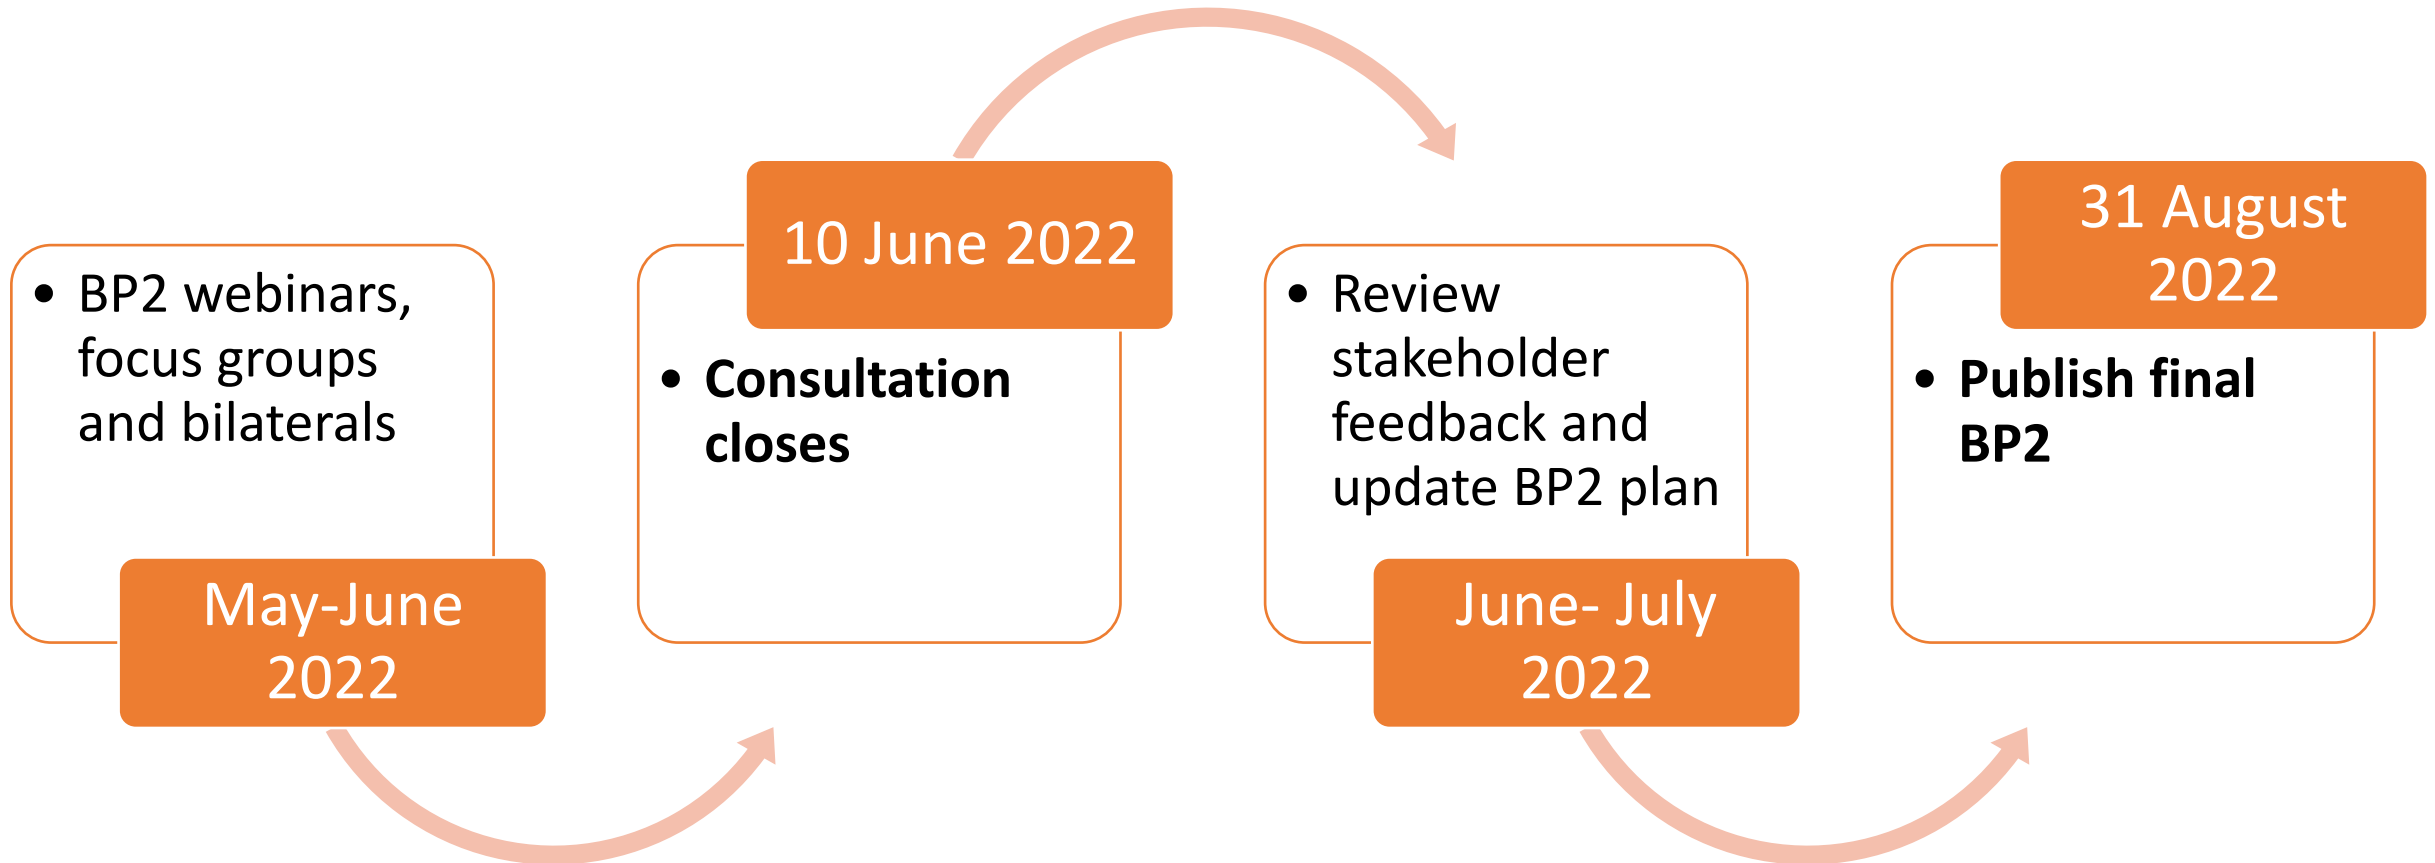 • BP2 webinars,
focus groups
and bilaterals
May-June
2022
10 June 2022
• Consultation
closes
• Review
stakeholder
feedback and
update BP2 plan
June- July
2022
31 August
2022
• Publish final
BP2